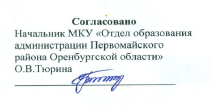 Согласовано
Начальник МКУ «Отдел образования
администрации Первомайского
района Оренбургской области»
О.В.Тюрина